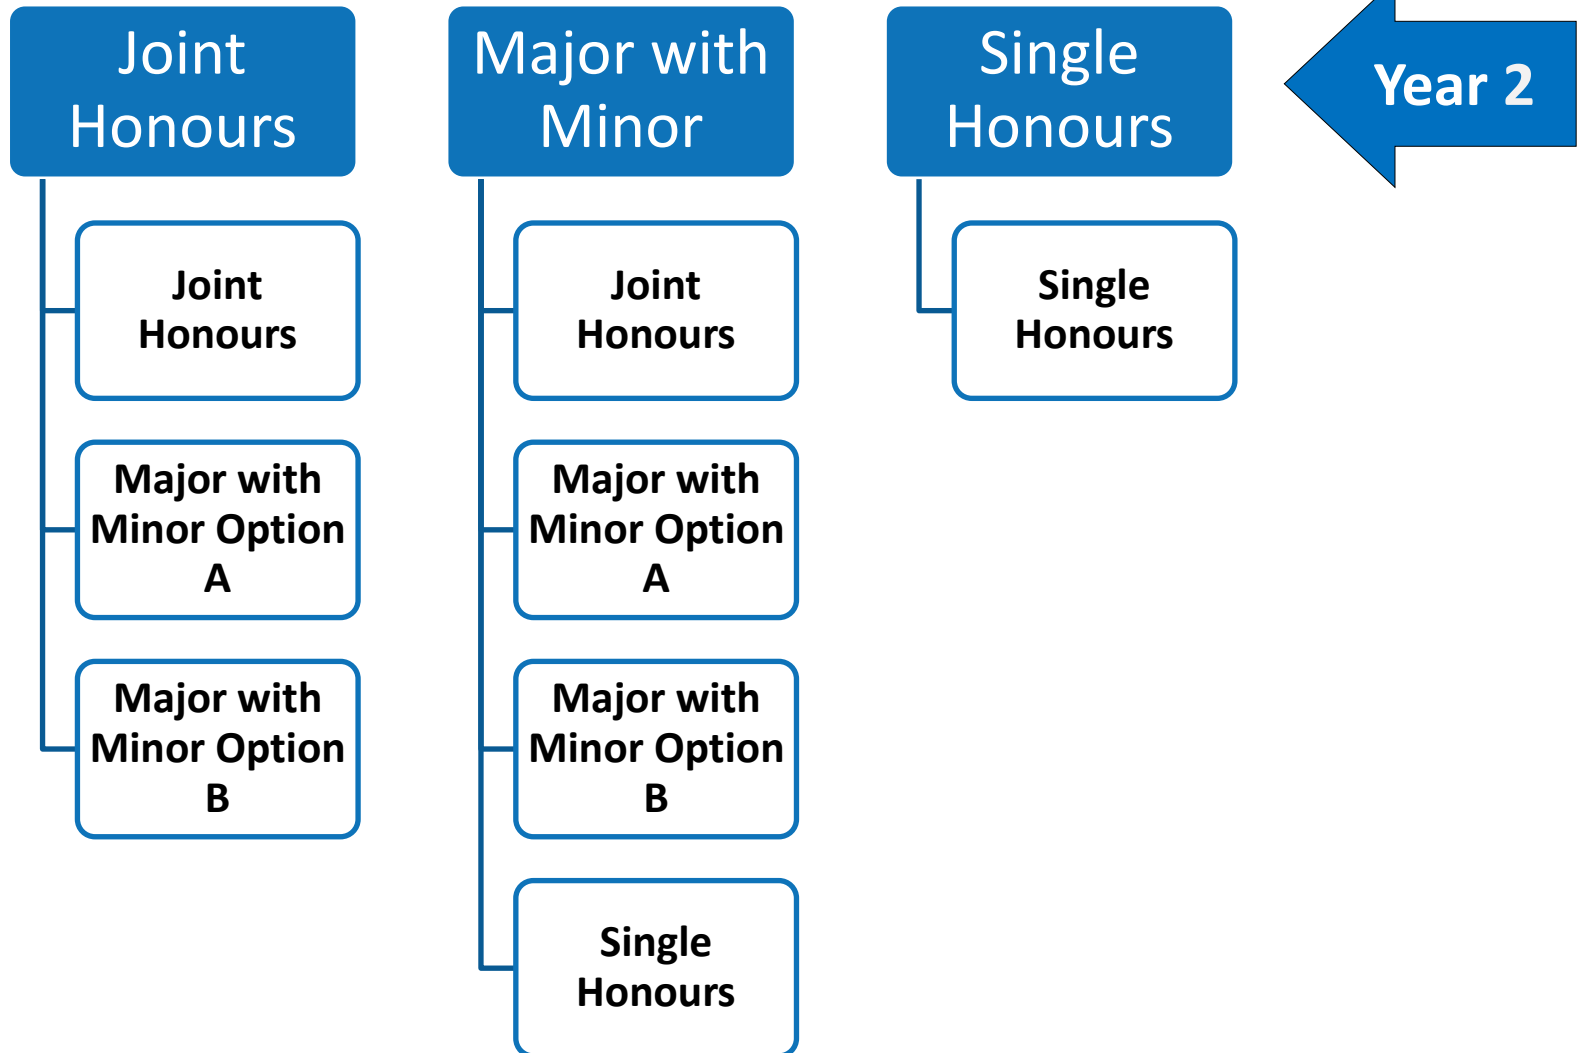 Joint
Honours
Joint
Honours
Major with
Minor Option
A
Major with
Minor Option
B
Major with
Minor
Joint
Honours
Major with
Minor Option
A
Major with
Minor Option
B
Single
Honours
Single
Honours
Single
Honours
Year 2